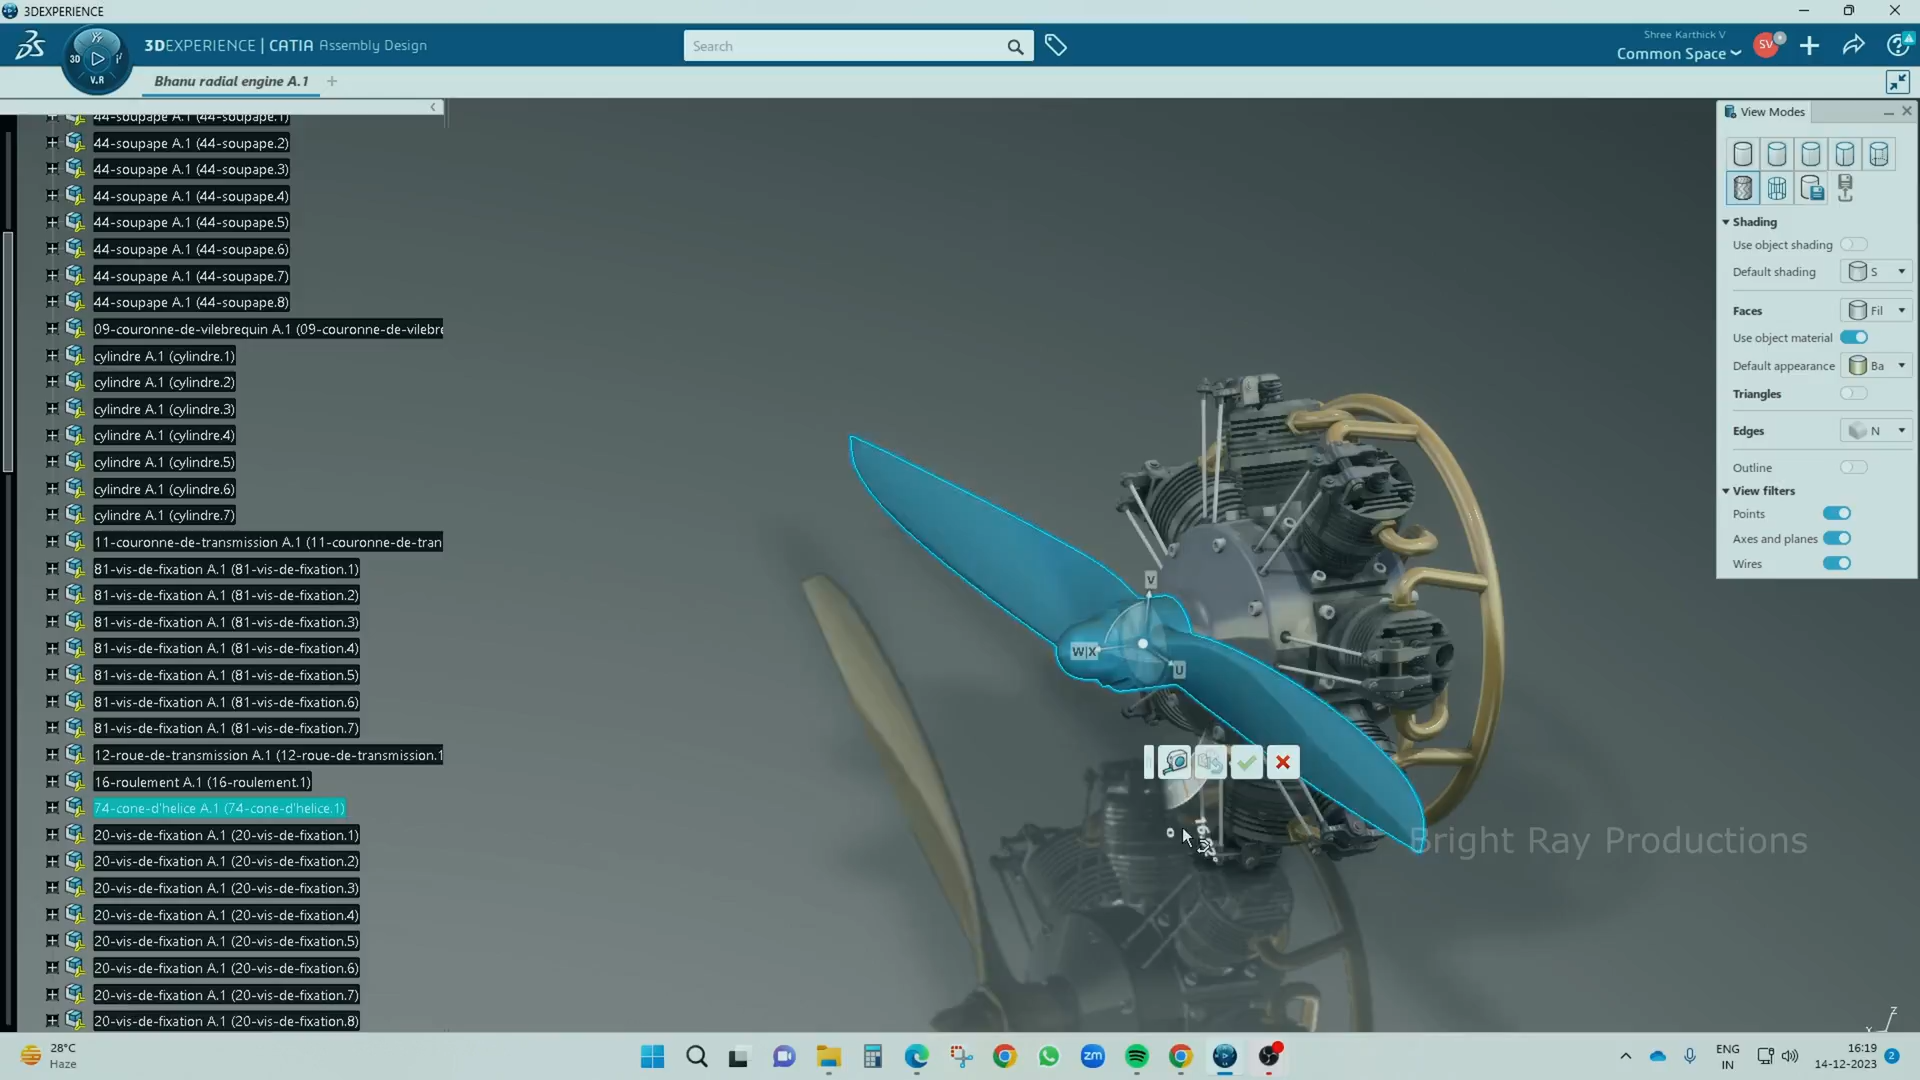 3DEXPERIENCE
3DEXPERIENCE | CATIA Assembly Design
Search
Shree Karthick V
Common Space
SV
3D
V.R
Bhanu radial engine A.1
44-soupape A.1 (44-soupape.1)
44-soupape A.1 (44-soupape.2)
44-soupape A.1 (44-soupape.3)
44-soupape A.1 (44-soupape.4)
44-soupape A.1 (44-soupape.5)
44-soupape A.1 (44-soupape.6)
44-soupape A.1 (44-soupape.7)
44-soupape A.1 (44-soupape.8)
09-couronne-de-vilebrequin A.1 (09-couronne-de-vilebre
cylindre A.1 (cylindre.1)
cylindre A.1 (cylindre.2)
cylindre A.1 (cylindre.3)
cylindre A.1 (cylindre.4)
cylindre A.1 (cylindre.5)
cylindre A.1 (cylindre.6)
cylindre A.1 (cylindre.7)
11-couronne-de-transmission A.1 (11-couronne-de-tran
81-vis-de-fixation A.1 (81-vis-de-fixation.1)
81-vis-de-fixation A.1 (81-vis-de-fixation.2)
81-vis-de-fixation A.1 (81-vis-de-fixation.3)
81-vis-de-fixation A.1 (81-vis-de-fixation.4)
81-vis-de-fixation A.1 (81-vis-de-fixation.5)
81-vis-de-fixation A.1 (81-vis-de-fixation.6)
81-vis-de-fixation A.1 (81-vis-de-fixation.7)
12-roue-de-transmission A.1 (12-roue-de-transmission.1
16-roulement A.1 (16-roulement.1)
74-cone-d'helice A.1 (74-cone-d'helice.1)
20-vis-de-fixation A.1 (20-vis-de-fixation.1)
20-vis-de-fixation A.1 (20-vis-de-fixation.2)
20-vis-de-fixation A.1 (20-vis-de-fixation.3)
20-vis-de-fixation A.1 (20-vis-de-fixation.4)
20-vis-de-fixation A.1 (20-vis-de-fixation.5)
20-vis-de-fixation A.1 (20-vis-de-fixation.6)
20-vis-de-fixation A.1 (20-vis-de-fixation.7)
20-vis-de-fixation A.1 (20-vis-de-fixation.8)
V
W|X
U
Bright Ray Productions
View Modes
Shading
Use object shading
Default shading S
Faces Fil
Use object material
Default appearance Ba
Triangles
Edges N
Outline
View filters
Points
Axes and planes
Wires
Z
X
28°C
Haze
zm
ENG
IN
16:19
14-12-2023
2